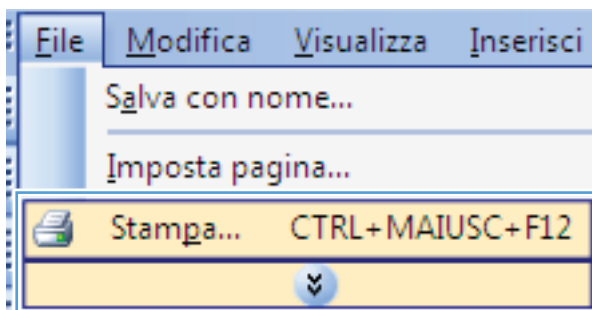 File Modifica Visualizza Inserisci
Salva con nome...
Imposta pagina...
Stampa... CTRL+MAIUSC+F12